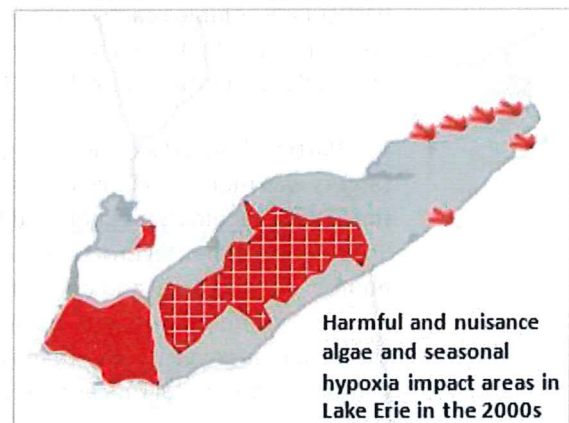 Harmful and nuisance
algae and seasonal
hypoxia impact areas in
Lake Erie in the 2000s